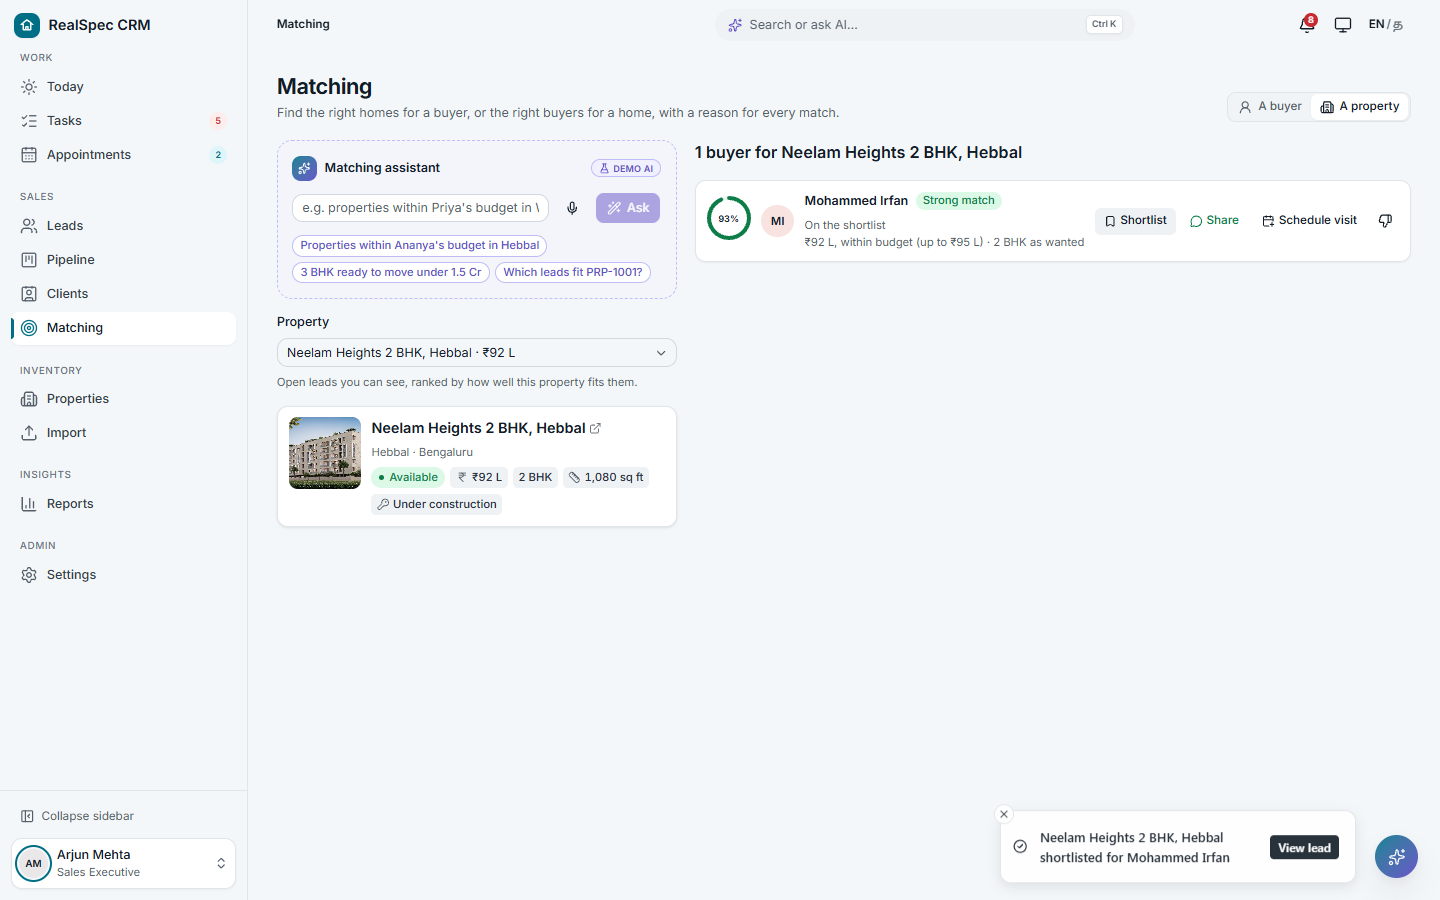 RealSpec CRM
WORK
Today
Tasks
5
Appointments
2
SALES
Leads
Pipeline
Clients
Matching
INVENTORY
Properties
Import
INSIGHTS
Reports
ADMIN
Settings
Collapse sidebar
AM
Arjun Mehta
Sales Executive
Matching
Search or ask AI...
Ctrl K
8
EN / த
Matching
Find the right homes for a buyer, or the right buyers for a home, with a reason for every match.
A buyer
A property
Matching assistant
DEMO AI
e.g. properties within Priya's budget in
Ask
Properties within Ananya's budget in Hebbal
3 BHK ready to move under 1.5 Cr
Which leads fit PRP-1001?
Property
Neelam Heights 2 BHK, Hebbal · ₹92 L
Open leads you can see, ranked by how well this property fits them.
Neelam Heights 2 BHK, Hebbal
Hebbal · Bengaluru
Available
₹ ₹92 L
2 BHK
1,080 sq ft
Under construction
1 buyer for Neelam Heights 2 BHK, Hebbal
93%
MI
Mohammed Irfan
Strong match
On the shortlist
₹92 L, within budget (up to ₹95 L) · 2 BHK as wanted
Shortlist
Share
Schedule visit
Neelam Heights 2 BHK, Hebbal
shortlisted for Mohammed Irfan
View lead